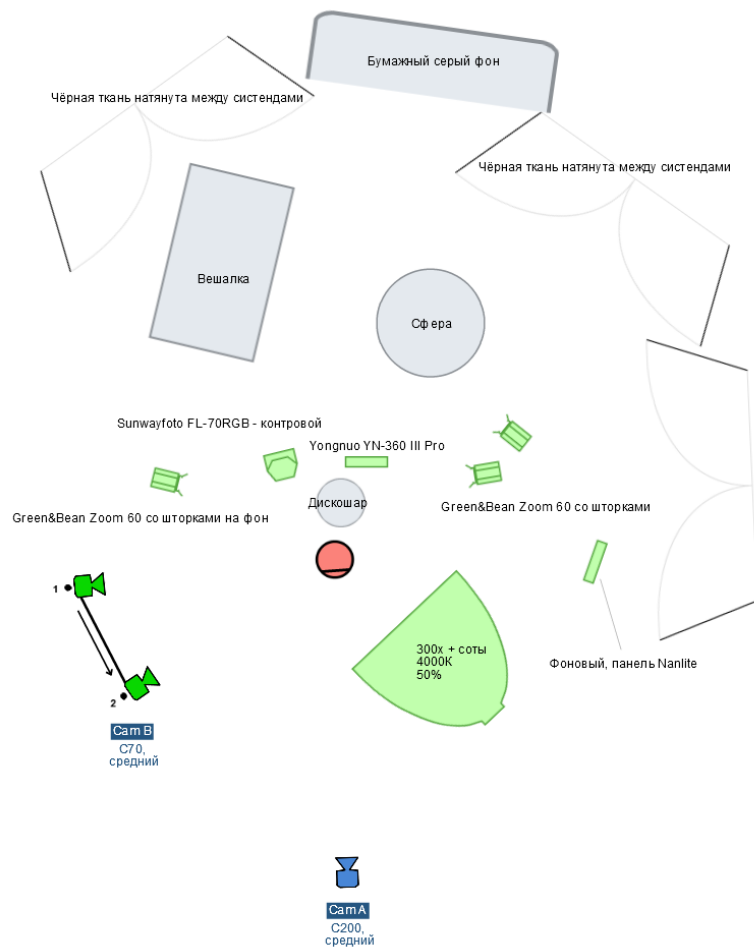 Бумажный серый фон
Чёрная ткань натянута между систендами
Чёрная ткань натянута между систендами
Вешалка
Сфера
Sunwayfoto FL-70RGB - контровой
Yongnuo YN-360 III Pro
Дискошар
Green&Bean Zoom 60 со шторками
Green&Bean Zoom 60 со шторками на фон
1
300x + соты
4000К
50%
Фоновый, панель Nanlite
2
Cam B
C70,
средний
Cam A
C200,
средний